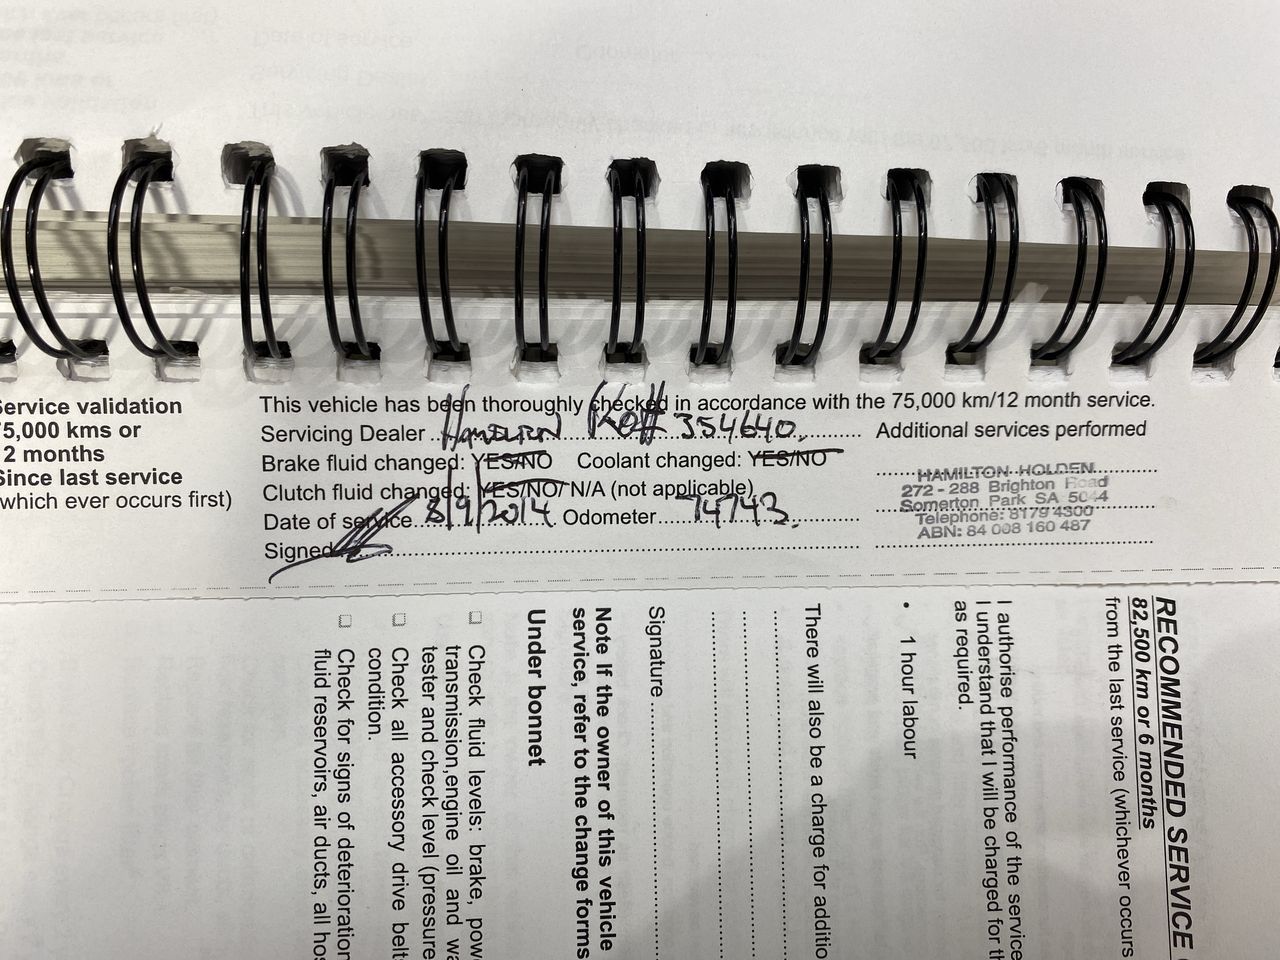 Service validation
75,000 kms or
12 months
Since last service
(which ever occurs first)
This vehicle has been thoroughly checked in accordance with the 75,000 km/12 month service.
Servicing Dealer Hamilton Ro# 354640. Additional services performed
Brake fluid changed: YES/NO Coolant changed: YES/NO
Clutch fluid changed: YES/NO/ N/A (not applicable)
Date of service 8/9/2014 Odometer 74743.
Signed
HAMILTON HOLDEN
272 - 288 Brighton Road
Somerton Park SA 5044
Telephone: 8179 4300
ABN: 84 008 160 487
RECOMMENDED SERVICE
82,500 km or 6 months
from the last service (whichever occurs
I authorise performance of the service
I understand that I will be charged for th
as required.
• 1 hour labour
There will also be a charge for additio
Signature
Note If the owner of this vehicle
service, refer to the change forms
Under bonnet
Check fluid levels: brake, powe
transmission,engine oil and wa
tester and check level (pressure
Check all accessory drive belt
condition.
Check for signs of deterioration
fluid reservoirs, air ducts, all hos